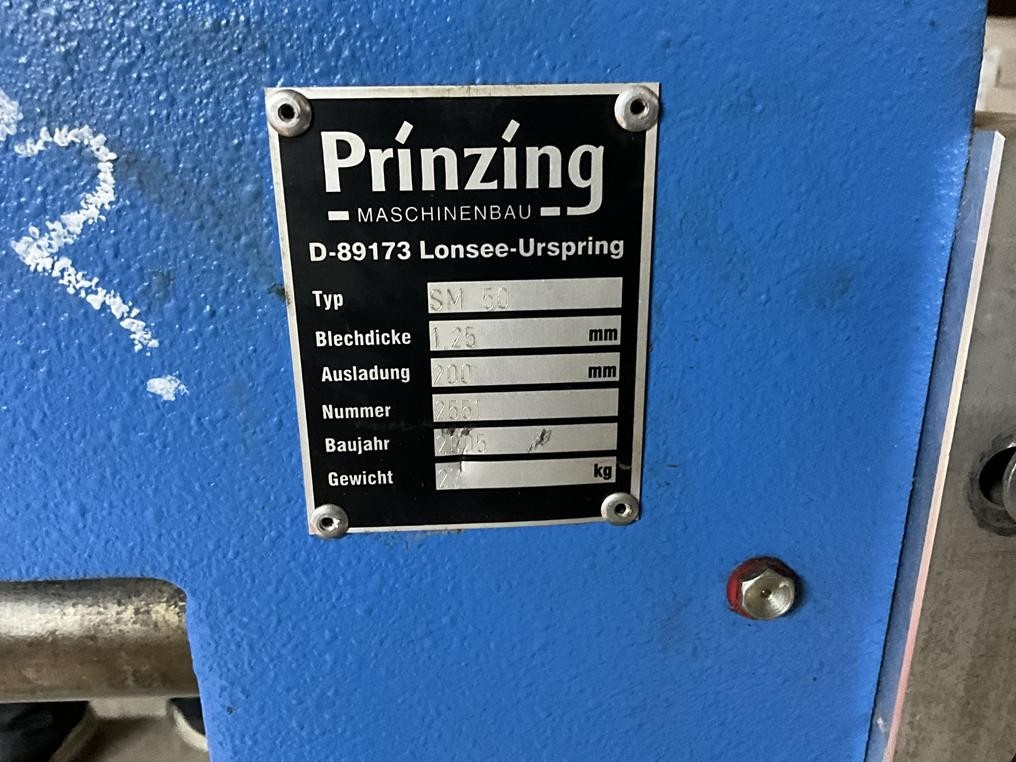 Prinzing
MASCHINENBAU
D-89173 Lonsee-Urspring
Typ SM 50
Blechdicke 1,25 mm
Ausladung 200 mm
Nummer 2551
Baujahr 2005
Gewicht kg